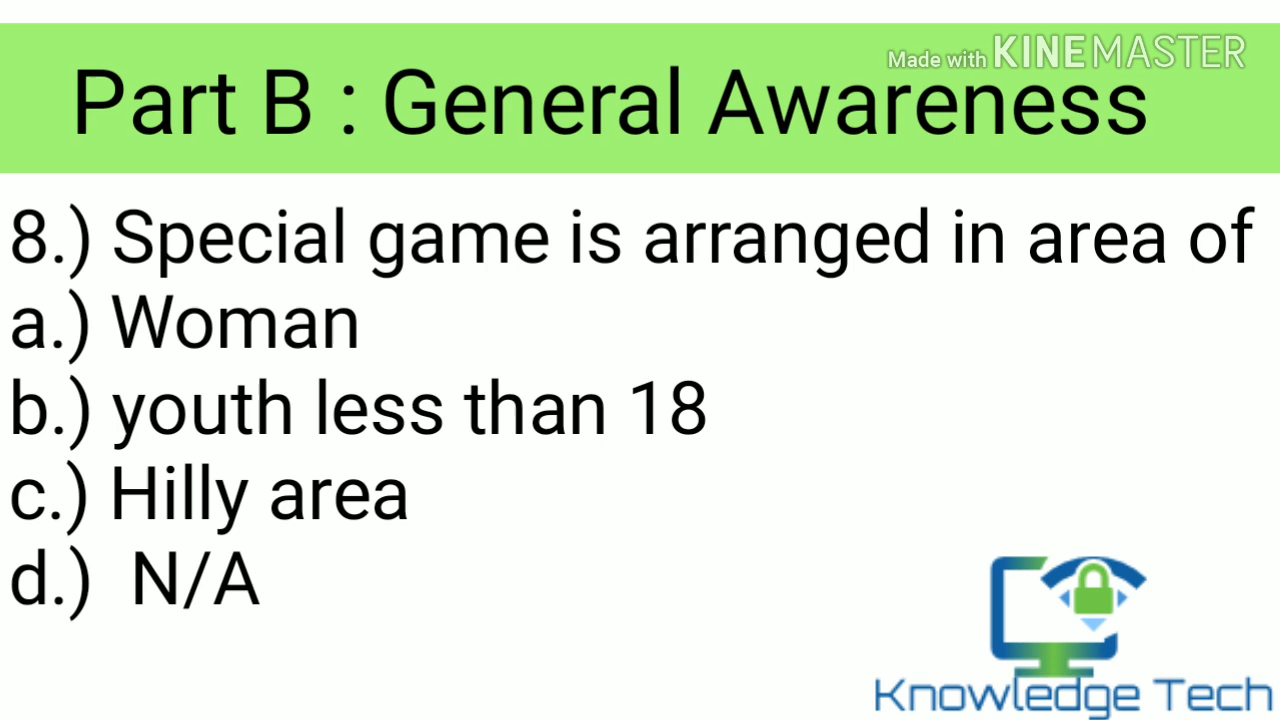 Made with KINEMASTER
Part B : General Awareness
8.) Special game is arranged in area of
a.) Woman
b.) youth less than 18
c.) Hilly area
d.) N/A
Knowledge Tech